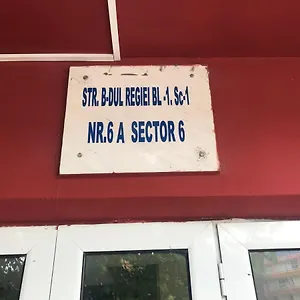 STR. B-DUL REGIEI BL-1. Sc-1
NR.6 A SECTOR 6